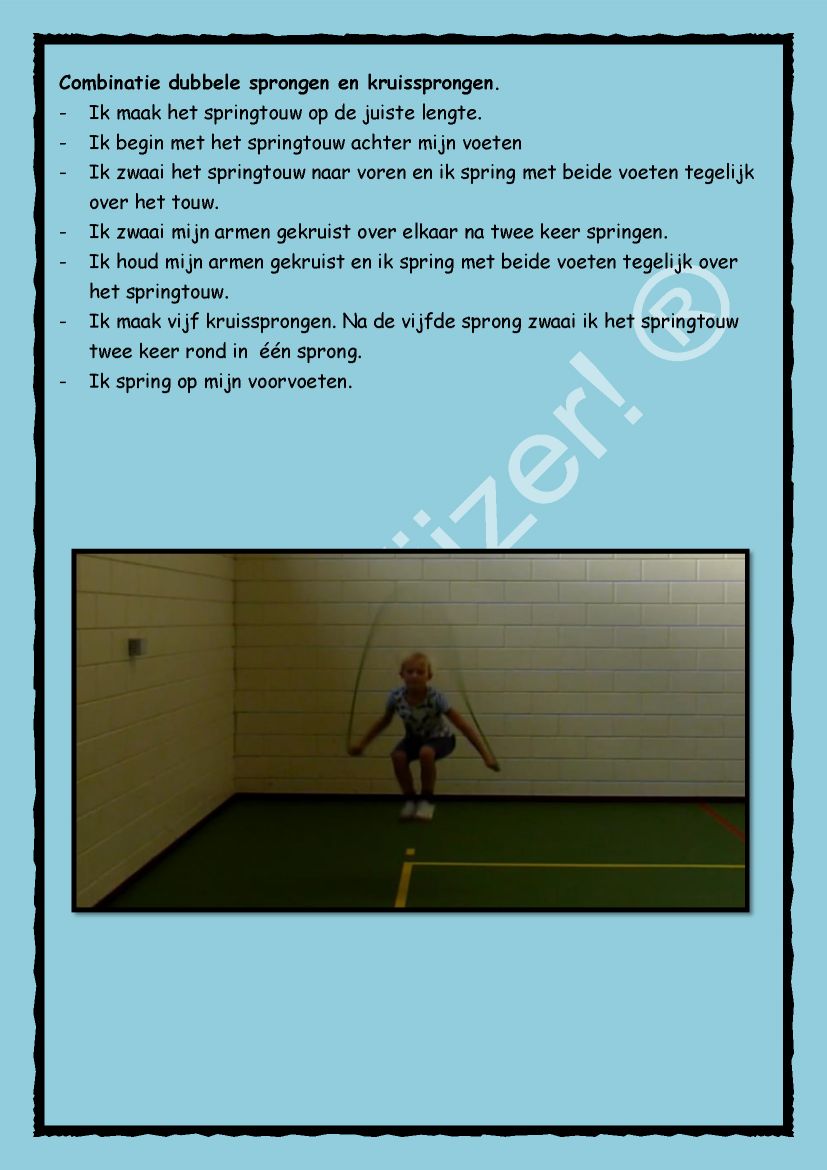 Combinatie dubbele sprongen en kruissprongen.
- Ik maak het springtouw op de juiste lengte.
- Ik begin met het springtouw achter mijn voeten
- Ik zwaai het springtouw naar voren en ik spring met beide voeten tegelijk
over het touw.
- Ik zwaai mijn armen gekruist over elkaar na twee keer springen.
- Ik houd mijn armen gekruist en ik spring met beide voeten tegelijk over
het springtouw.
- Ik maak vijf kruissprongen. Na de vijfde sprong zwaai ik het springtouw
twee keer rond in  één sprong.
- Ik spring op mijn voorvoeten.
ijzer! ®